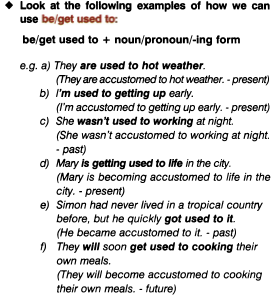 ◆ Look at the following examples of how we can
use be/get used to:
be/get used to + noun/pronoun/-ing form
e.g. a) They are used to hot weather.
(They are accustomed to hot weather. - present)
b) I'm used to getting up early.
(I'm accustomed to getting up early. - present)
c) She wasn't used to working at night.
(She wasn't accustomed to working at night.
- past)
d) Mary is getting used to life in the city.
(Mary is becoming accustomed to life in the
city. - present)
e) Simon had never lived in a tropical country
before, but he quickly got used to it.
(He became accustomed to it. - past)
f) They will soon get used to cooking their
own meals.
(They will become accustomed to cooking
their own meals. - future)